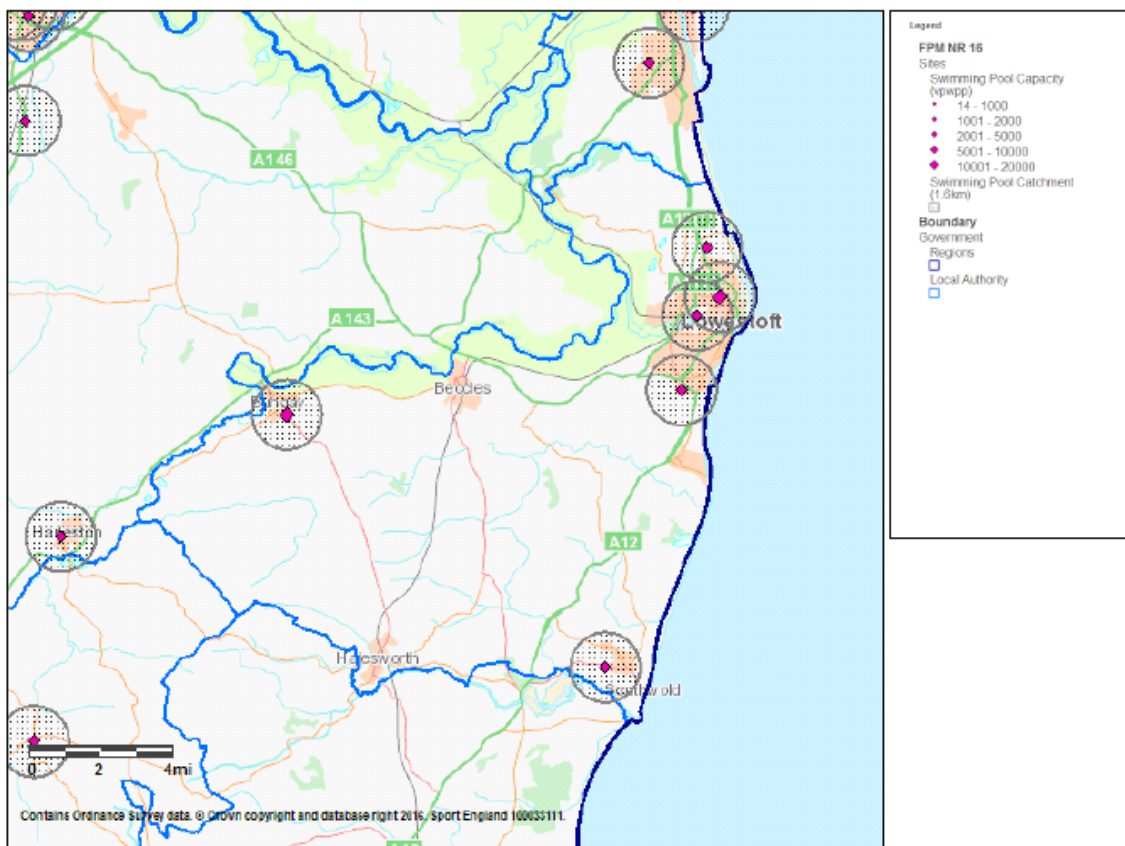 A146
A143
Lowestoft
Beccles
A12
Halesworth
Southwold
0 2 4mi
Contains Ordnance Survey data. © Crown copyright and database right 2016. Sport England 100033111.
Legend
FPM NR 16
Sites
Swimming Pool Capacity
(vpwpp)
14 - 1000
1001 - 2000
2001 - 5000
5001 - 10000
10001 - 20000
Swimming Pool Catchment
(1.6km)
Boundary
Government
Regions
Local Authority